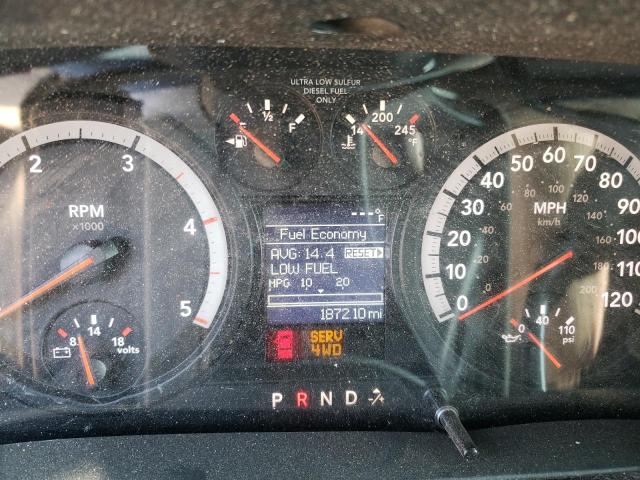 ULTRA LOW SULFUR
DIESEL FUEL
ONLY
E ½ F
14 200 245 °F
2 3 4 5
RPM
x1000
8 14 18
volts
---°F
Fuel Economy
AVG:14.4 RESET
LOW FUEL
MPG 10 20
187210 mi
SERV
4WD
P R N D
0 10 20 30 40 50 60 70 80 90 100 110 120
MPH
km/h
0 40 110
psi